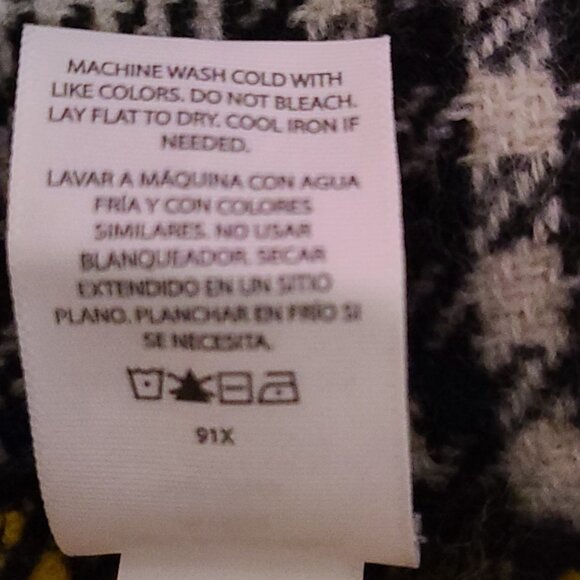 MACHINE WASH COLD WITH
LIKE COLORS. DO NOT BLEACH.
LAY FLAT TO DRY. COOL IRON IF
NEEDED.
LAVAR A MÁQUINA CON AGUA
FRÍA Y CON COLORES
SIMILARES. NO USAR
BLANQUEADOR. SECAR
EXTENDIDO EN UN SITIO
PLANO. PLANCHAR EN FRÍO SI
SE NECESITA.
91X